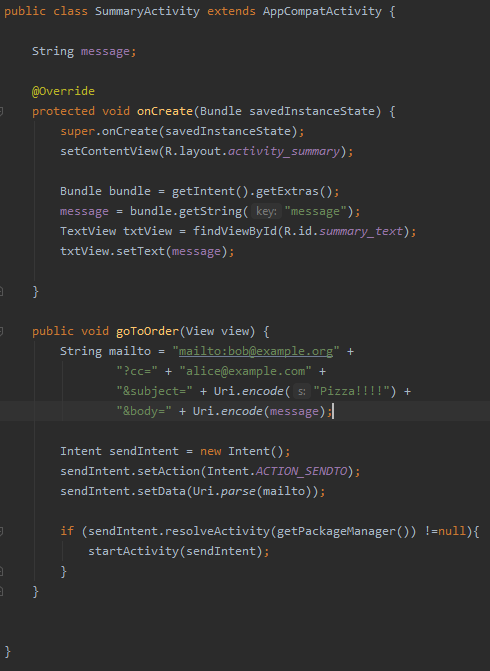 public class SummaryActivity extends AppCompatActivity {
String message;
@Override
protected void onCreate(Bundle savedInstanceState) {
super.onCreate(savedInstanceState);
setContentView(R.layout.activity_summary);
Bundle bundle = getIntent().getExtras();
message = bundle.getString( key: "message");
TextView txtView = findViewById(R.id.summary_text);
txtView.setText(message);
}
public void goToOrder(View view) {
String mailto = "mailto:bob@example.org" +
"?cc=" + "alice@example.com" +
"&subject=" + Uri.encode( s: "Pizza!!!!") +
"&body=" + Uri.encode(message);
Intent sendIntent = new Intent();
sendIntent.setAction(Intent.ACTION_SENDTO);
sendIntent.setData(Uri.parse(mailto));
if (sendIntent.resolveActivity(getPackageManager()) !=null){
startActivity(sendIntent);
}
}
}